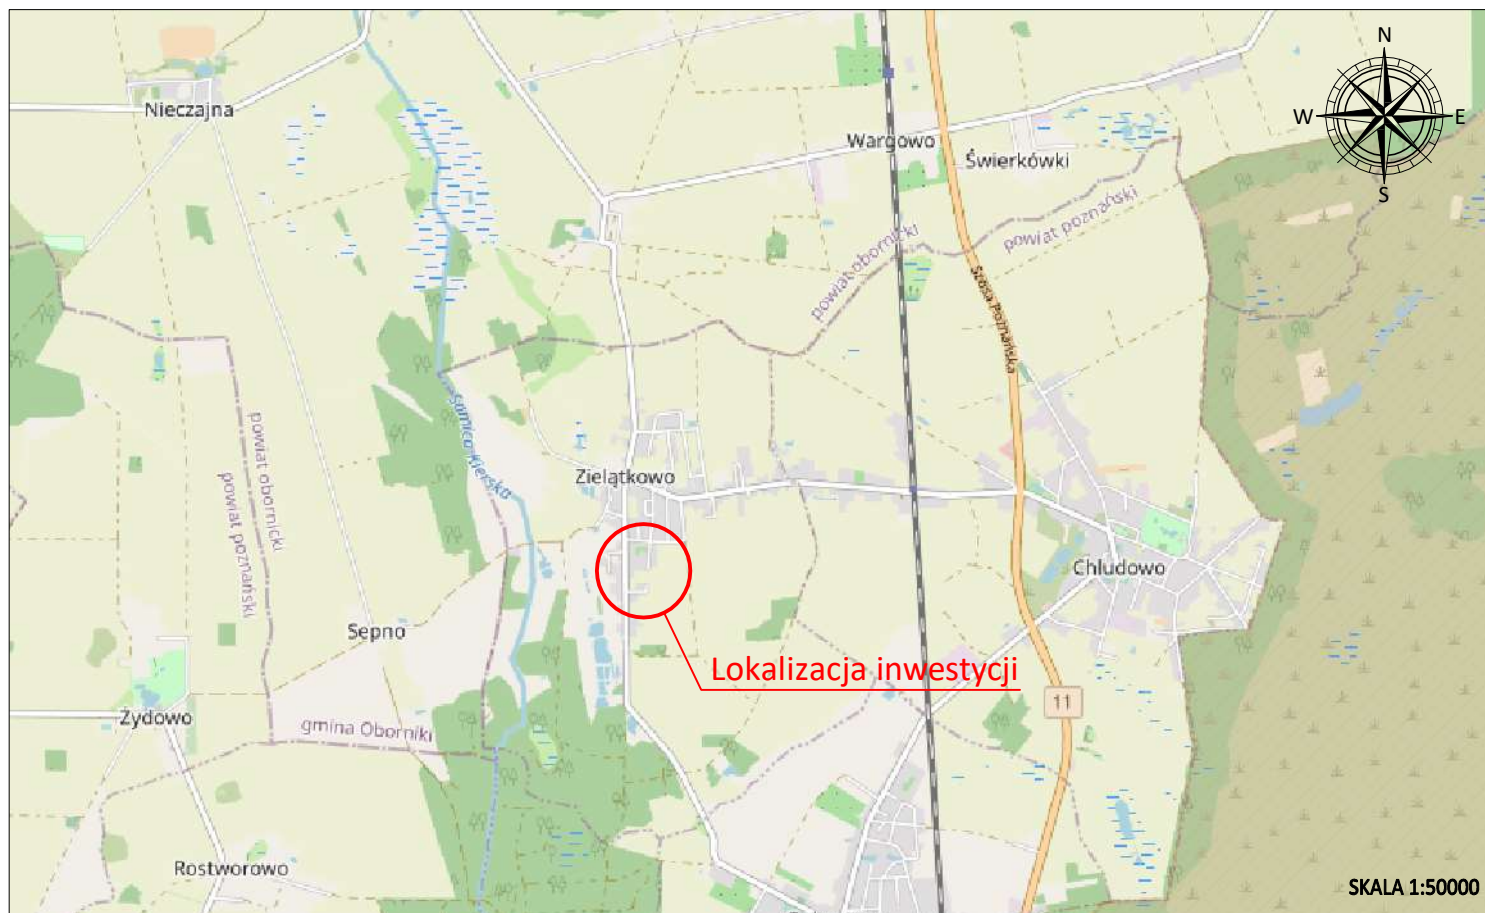 N
W
E
S
Nieczajna
Wargowo
Świerkówki
powiat obornicki
powiat poznański
Szosa Poznańska
Samica Kierska
powiat obornicki
powiat poznański
Zielątkowo
Chludowo
Sepno
Lokalizacja inwestycji
11
Żydowo
gmina Oborniki
Rostworowo
SKALA 1:50000